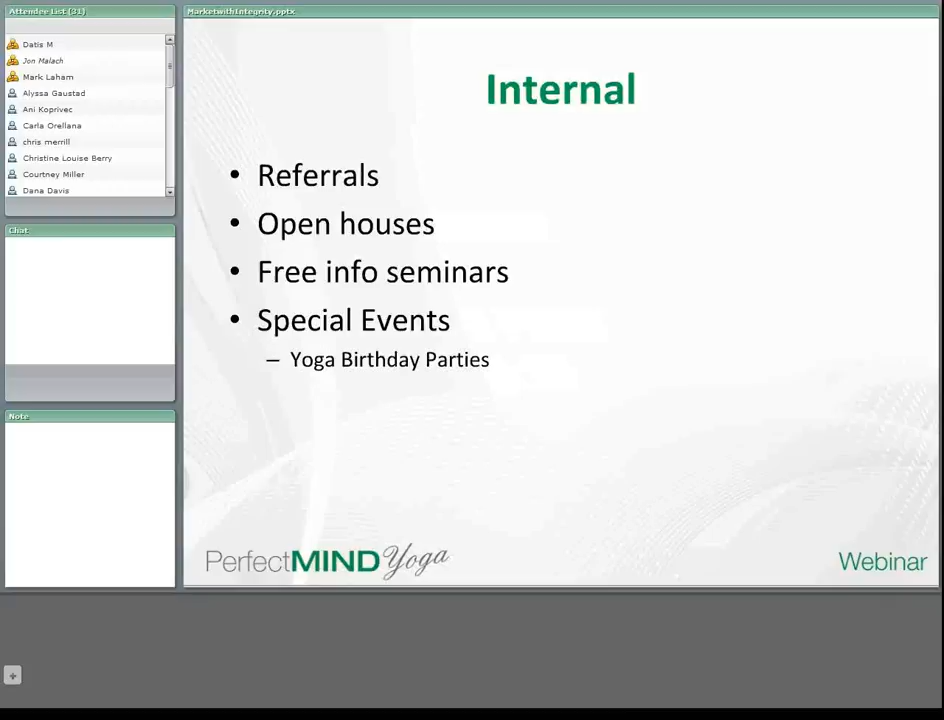 Attendee List (31)
Datis M
Jon Malach
Mark Laham
Alyssa Gaustad
Ani Koprivec
Carla Orellana
chris merrill
Christine Louise Berry
Courtney Miller
Dana Davis
Chat
Note
MarketwithIntegrity.pptx
Internal
• Referrals
• Open houses
• Free info seminars
• Special Events
– Yoga Birthday Parties
PerfectMIND Yoga
Webinar